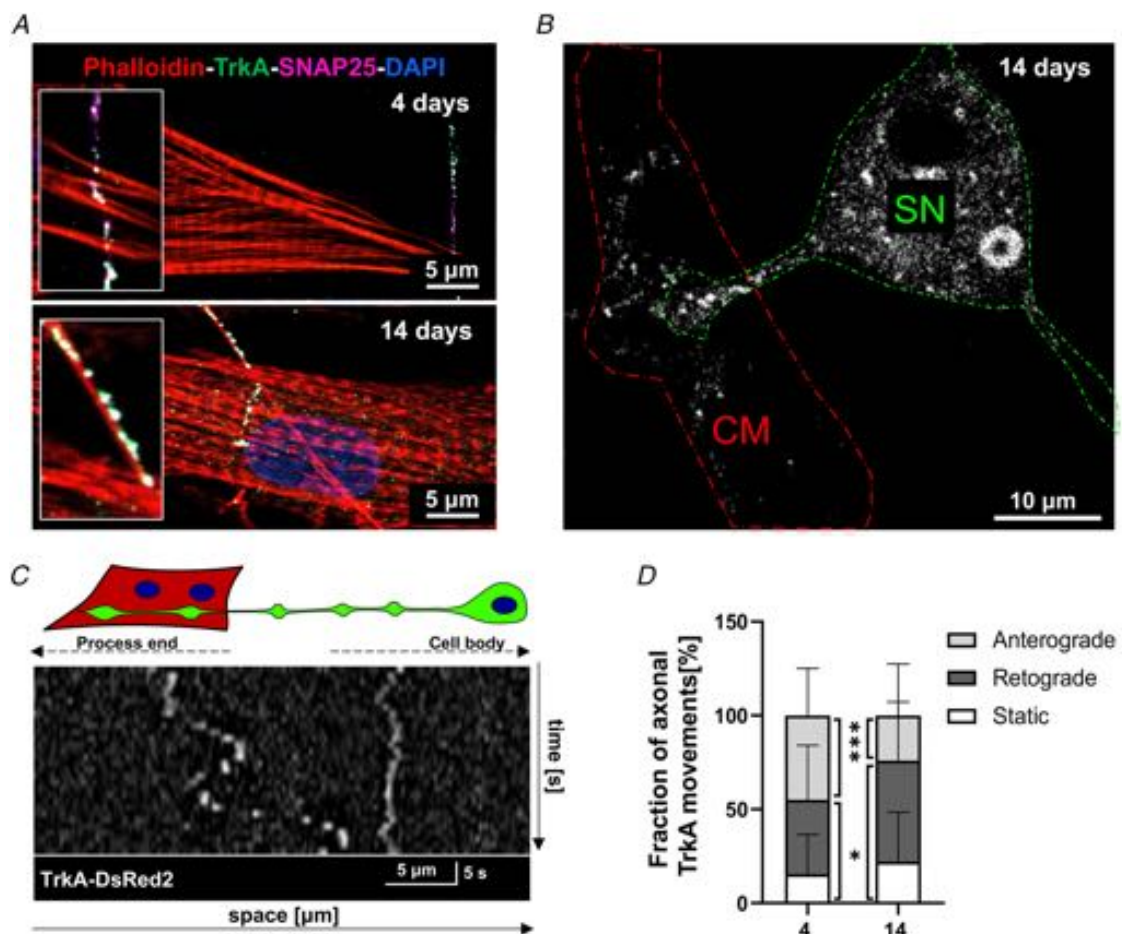 A
Phalloidin-TrkA-SNAP25-DAPI
4 days
5 µm
14 days
5 µm
B
14 days
SN
CM
10 µm
C
Process end
Cell body
time [s]
TrkA-DsRed2
5 µm
5 s
space [µm]
D
Fraction of axonal
TrkA movements[%]
150
100
50
0
***
*
4
14
Anterograde
Retograde
Static